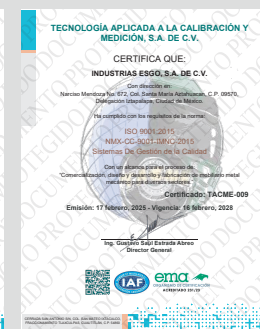 TECNOLOGÍA APLICADA A LA CALIBRACIÓN Y
MEDICIÓN, S.A. DE C.V.
CERTIFICA QUE:
INDUSTRIAS ESGO, S.A. DE C.V.
Con dirección en:
Narciso Mendoza No. 672, Col. Santa María Aztahuacán, C.P. 09570,
Delegación Iztapalapa, Ciudad de México.
Ha cumplido con los requisitos de la norma:
ISO 9001:2015
NMX-CC-9001-IMNC-2015
Sistemas De Gestión de la Calidad
Con un alcance para el proceso de
"Comercialización, diseño y desarrollo y fabricación de mobiliario metal
mecánico para diversos sectores."
Certificado: TACME-009
Emisión: 17 febrero, 2025 - Vigencia: 16 febrero, 2028
Ing. Gustavo Saúl Estrada Abreo
Director General
IAF
ema
ORGANISMO DE CERTIFICACIÓN